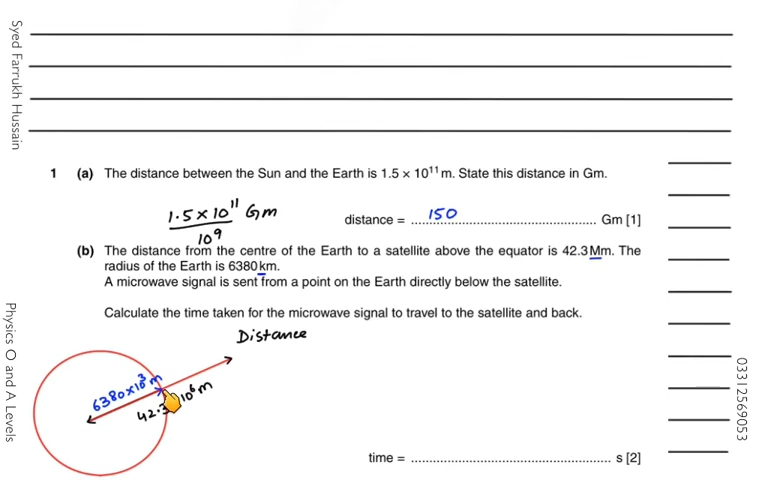 Syed Farrukh Hussain
1 (a) The distance between the Sun and the Earth is 1.5 × 10¹¹ m. State this distance in Gm.
1.5 × 10¹¹ Gm
10⁹
distance = 150 Gm [1]
(b) The distance from the centre of the Earth to a satellite above the equator is 42.3 Mm. The
radius of the Earth is 6380 km.
A microwave signal is sent from a point on the Earth directly below the satellite.
Calculate the time taken for the microwave signal to travel to the satellite and back.
Distance
6380×10³ m
42.3 10⁶ m
time = ............ s [2]
Physics O and A Levels
03312569053